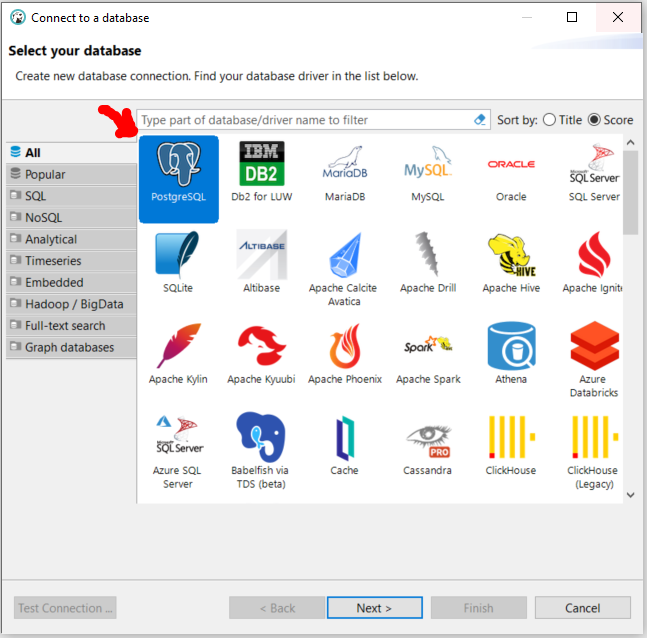 Connect to a database
Select your database
Create new database connection. Find your database driver in the list below.
Type part of database/driver name to filter
Sort by: Title Score
All
Popular
SQL
NoSQL
Analytical
Timeseries
Embedded
Hadoop / BigData
Full-text search
Graph databases
PostgreSQL
IBM
DB2
Db2 for LUW
MariaDB
MariaDB
MySQL
MySQL
ORACLE
Oracle
Microsoft
SQL Server
SQL Server
SQLite
ALTIBASE
Altibase
Apache Calcite
Avatica
Apache Drill
HIVE
Apache Hive
Apache Ignite
Apache Kylin
Apache Kyuubi
Apache Phoenix
Spark
Apache Spark
Athena
Azure
Databricks
SQL Server
Azure SQL
Server
Babelfish via
TDS (beta)
Cache
PRO
Cassandra
ClickHouse
ClickHouse
(Legacy)
Test Connection ...
< Back
Next >
Finish
Cancel